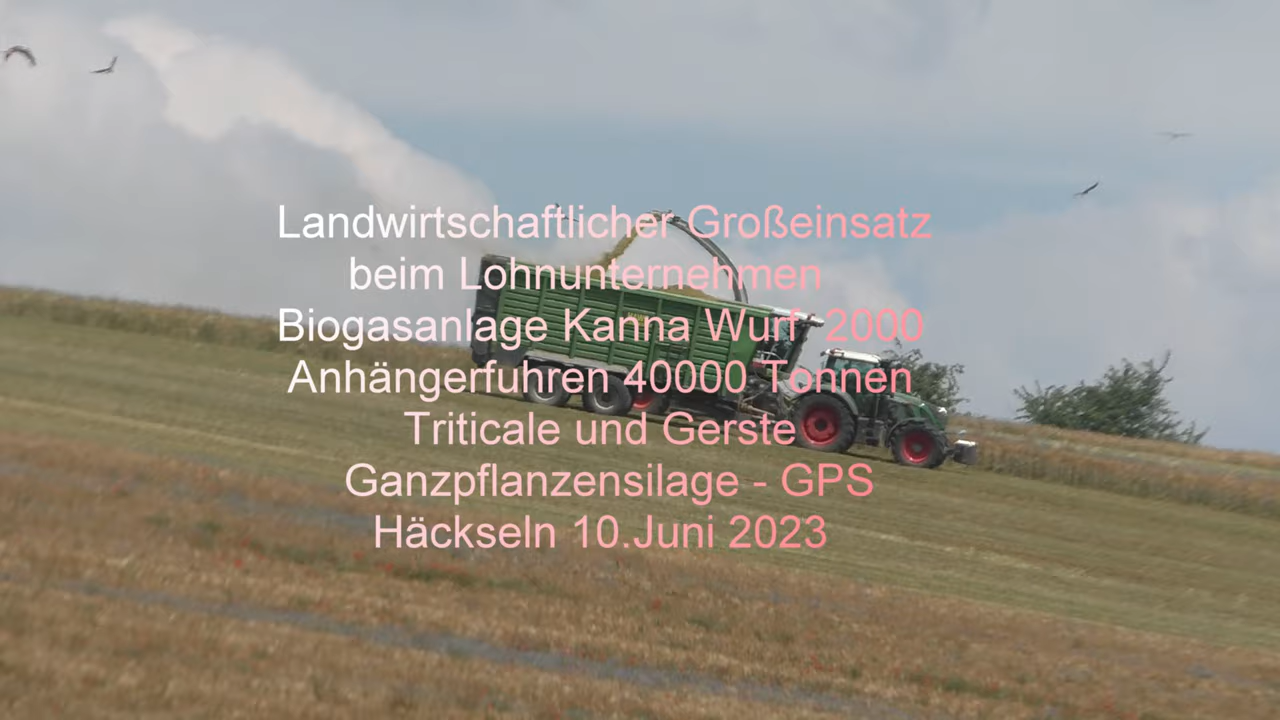 Landwirtschaftlicher Großeinsatz
beim Lohnunternehmen
Biogasanlage Kanna Wurf 2000
Anhängerfuhren 40000 Tonnen
Triticale und Gerste
Ganzpflanzensilage - GPS
Häckseln 10.Juni 2023